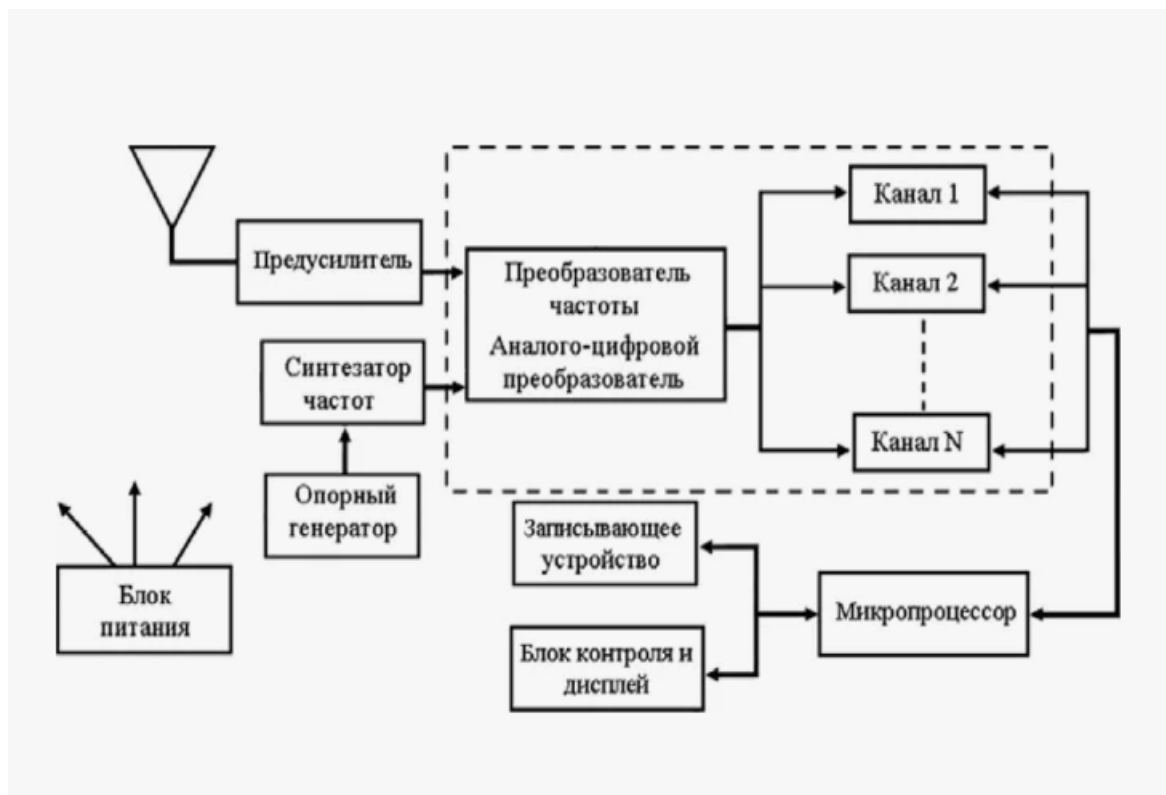 Предусилитель
Преобразователь
частоты
Аналого-цифровой
преобразователь
Канал 1
Канал 2
Канал N
Синтезатор
частот
Опорный
генератор
Блок
питания
Записывающее
устройство
Блок контроля и
дисплей
Микропроцессор